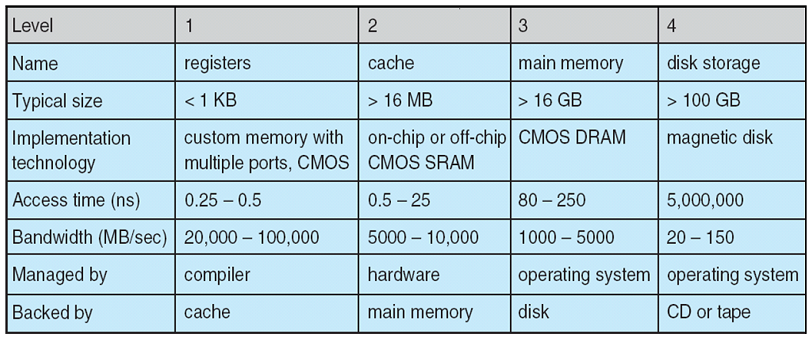 Level 1 2 3 4
Name registers cache main memory disk storage
Typical size < 1 KB > 16 MB > 16 GB > 100 GB
Implementation technology custom memory with multiple ports, CMOS on-chip or off-chip CMOS SRAM CMOS DRAM magnetic disk
Access time (ns) 0.25 – 0.5 0.5 – 25 80 – 250 5,000,000
Bandwidth (MB/sec) 20,000 – 100,000 5000 – 10,000 1000 – 5000 20 – 150
Managed by compiler hardware operating system operating system
Backed by cache main memory disk CD or tape